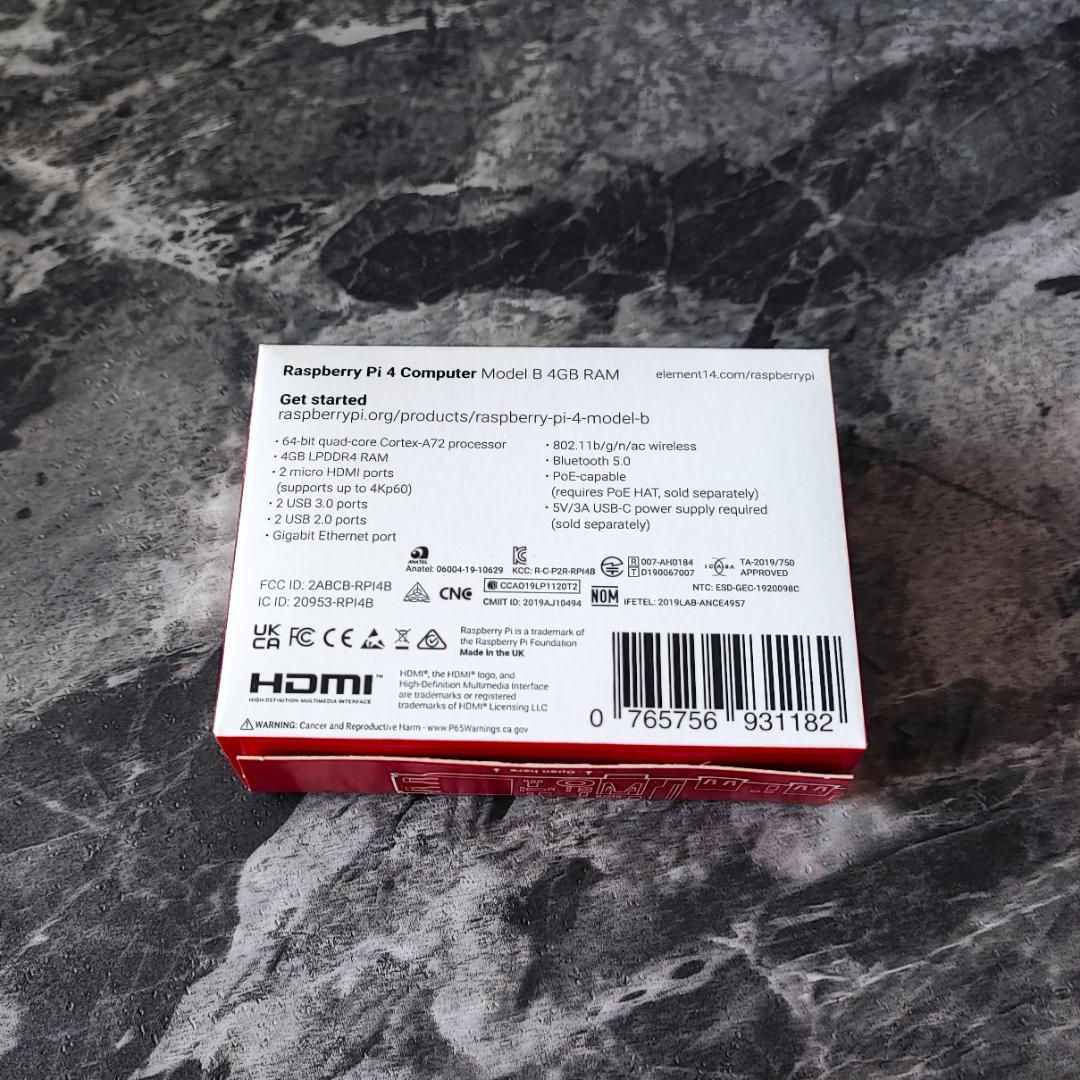 Raspberry Pi 4 Computer Model B 4GB RAM
element14.com/raspberrypi
Get started
raspberrypi.org/products/raspberry-pi-4-model-b
· 64-bit quad-core Cortex-A72 processor
· 4GB LPDDR4 RAM
· 2 micro HDMI ports
(supports up to 4Kp60)
· 2 USB 3.0 ports
· 2 USB 2.0 ports
· Gigabit Ethernet port
· 802.11b/g/n/ac wireless
· Bluetooth 5.0
· PoE-capable
(requires PoE HAT, sold separately)
· 5V/3A USB-C power supply required
(sold separately)
ANATEL
Anatel: 06004-19-10629
KCC: R-C-P2R-RPI4B
R 007-AH0184
T D190067007
ICASA
TA-2019/750
APPROVED
FCC ID: 2ABCB-RPI4B
IC ID: 20953-RPI4B
CNC
CCAO19LP1120T2
CMIIT ID: 2019AJ10494
NOM
NTC: ESD-GEC-1920098C
IFETEL: 2019LAB-ANCE4957
UK
CA
FC CE
Raspberry Pi is a trademark of
the Raspberry Pi Foundation
Made in the UK
HDMI™
HIGH-DEFINITION MULTIMEDIA INTERFACE
HDMI®, the HDMI® logo, and
High-Definition Multimedia Interface
are trademarks or registered
trademarks of HDMI® Licensing LLC
WARNING: Cancer and Reproductive Harm - www.P65Warnings.ca.gov
0 765756 931182
Open here